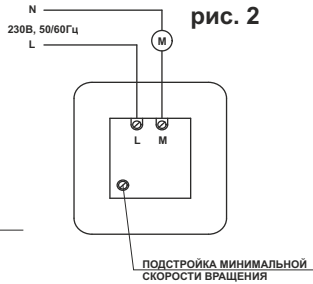 N
рис. 2
M
230В, 50/60Гц
L
L M
ПОДСТРОЙКА МИНИМАЛЬНОЙ
СКОРОСТИ ВРАЩЕНИЯ